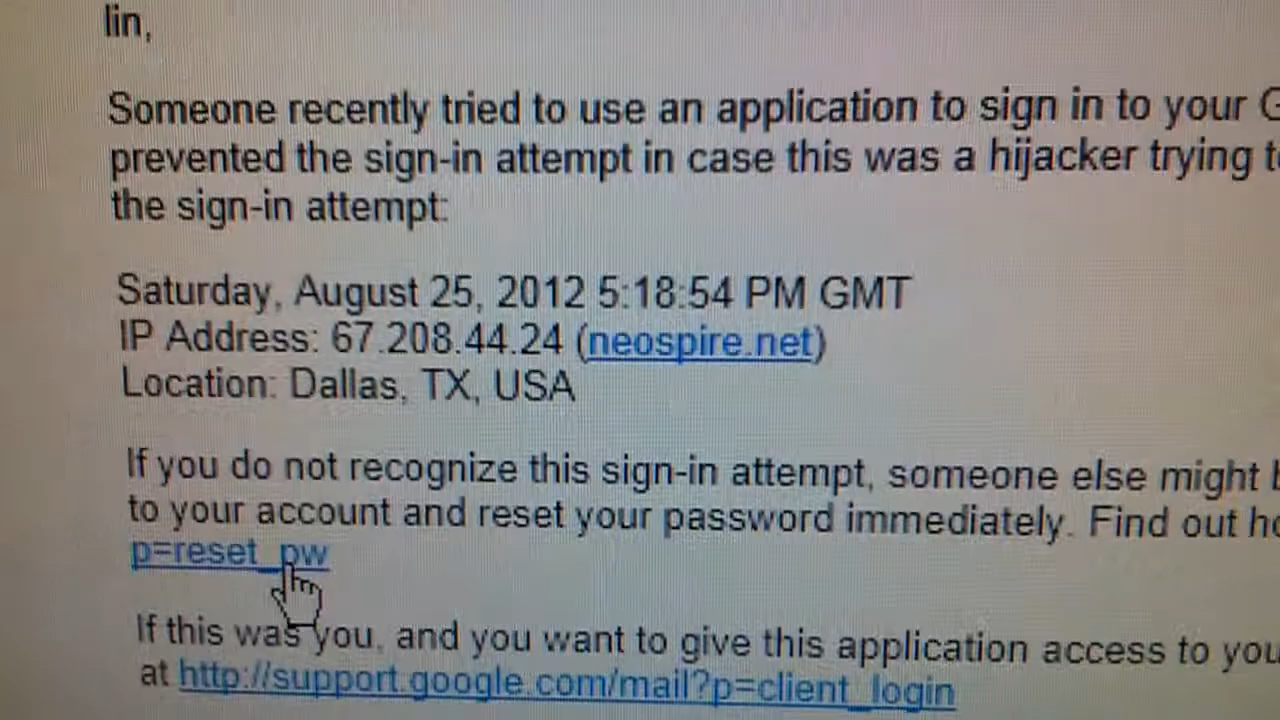 lin,
Someone recently tried to use an application to sign in to your G
prevented the sign-in attempt in case this was a hijacker trying t
the sign-in attempt:
Saturday, August 25, 2012 5:18:54 PM GMT
IP Address: 67.208.44.24 (neospire.net)
Location: Dallas, TX, USA
If you do not recognize this sign-in attempt, someone else might b
to your account and reset your password immediately. Find out ho
p=reset_pw
If this was you, and you want to give this application access to you
at http://support.google.com/mail?p=client_login